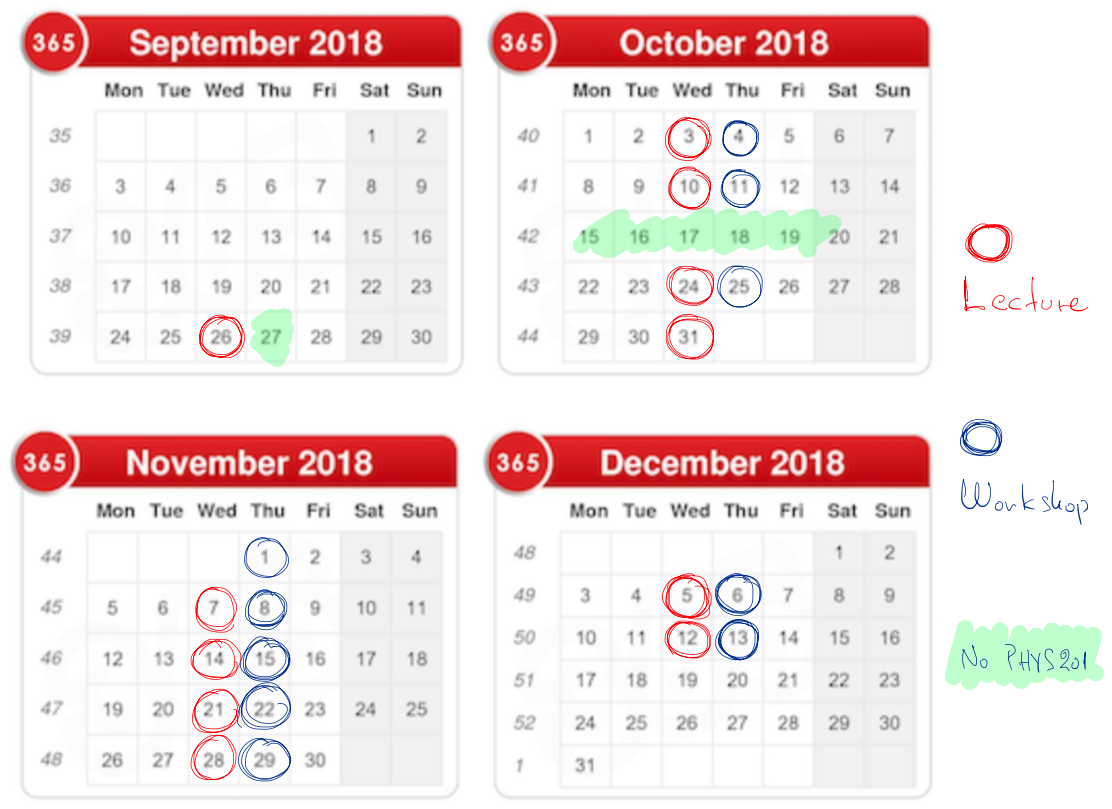 365 September 2018
Mon Tue Wed Thu Fri Sat Sun
35 1 2
36 3 4 5 6 7 8 9
37 10 11 12 13 14 15 16
38 17 18 19 20 21 22 23
39 24 25 26 27 28 29 30
365 October 2018
Mon Tue Wed Thu Fri Sat Sun
40 1 2 3 4 5 6 7
41 8 9 10 11 12 13 14
42 15 16 17 18 19 20 21
43 22 23 24 25 26 27 28
44 29 30 31
Lecture
365 November 2018
Mon Tue Wed Thu Fri Sat Sun
44 1 2 3 4
45 5 6 7 8 9 10 11
46 12 13 14 15 16 17 18
47 19 20 21 22 23 24 25
48 26 27 28 29 30
365 December 2018
Mon Tue Wed Thu Fri Sat Sun
48 1 2
49 3 4 5 6 7 8 9
50 10 11 12 13 14 15 16
51 17 18 19 20 21 22 23
52 24 25 26 27 28 29 30
1 31
Workshop
No PHYS201